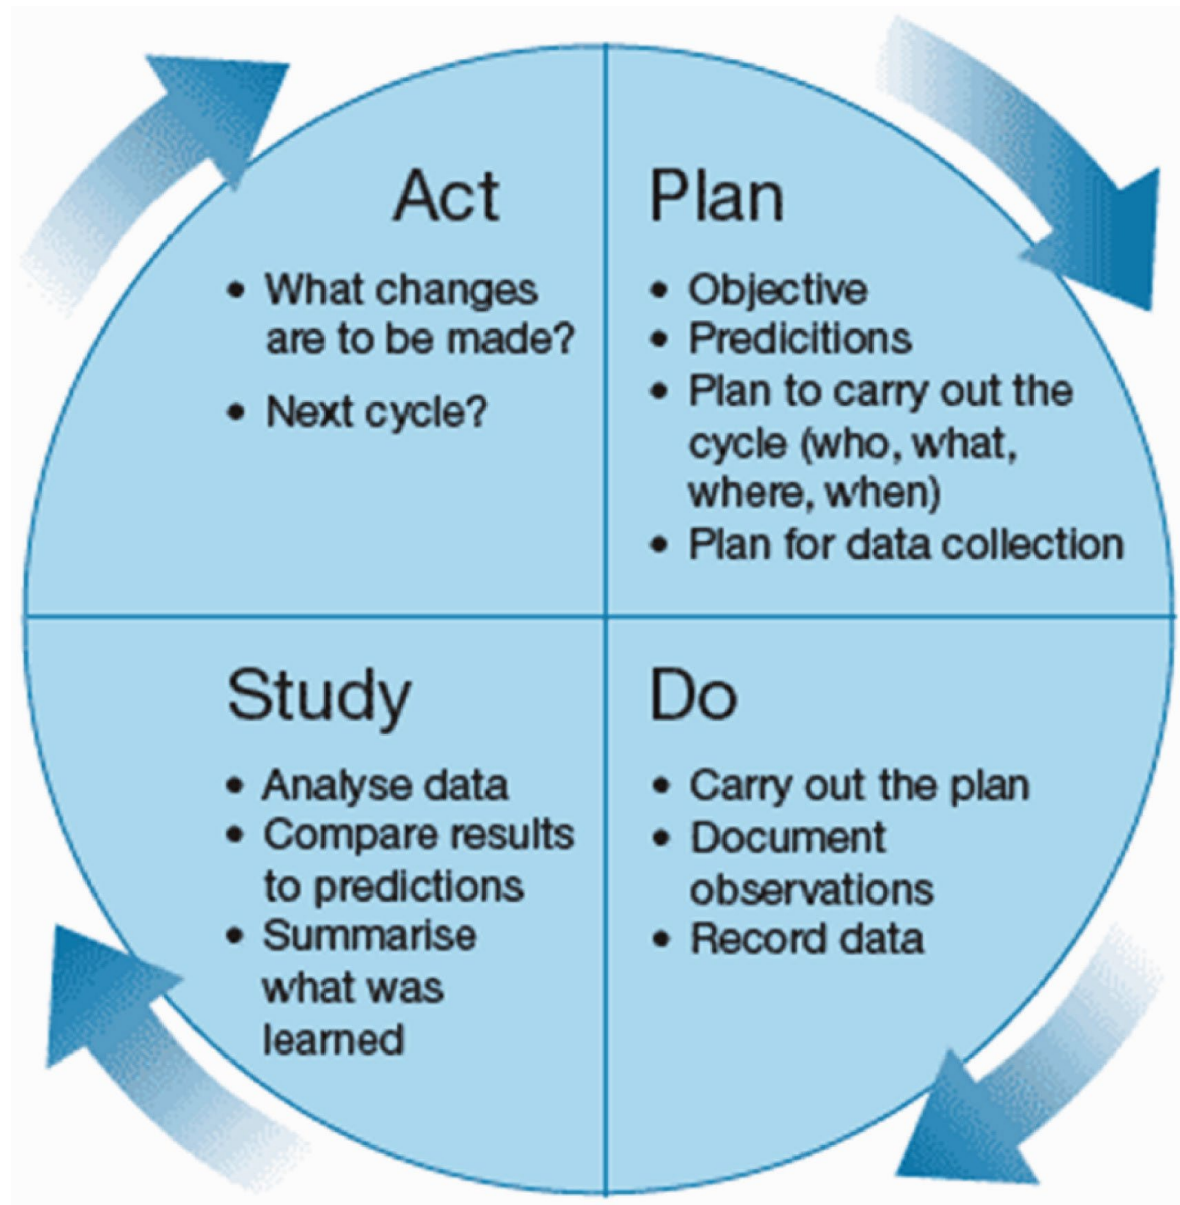 Act
• What changes
are to be made?
• Next cycle?
Plan
• Objective
• Predicitions
• Plan to carry out the
cycle (who, what,
where, when)
• Plan for data collection
Study
• Analyse data
• Compare results
to predictions
• Summarise
what was
learned
Do
• Carry out the plan
• Document
observations
• Record data